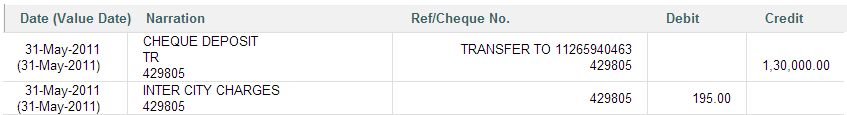 Date (Value Date) Narration Ref/Cheque No. Debit Credit
31-May-2011 CHEQUE DEPOSIT TRANSFER TO 11265940463
(31-May-2011) TR 429805 1,30,000.00
429805
31-May-2011 INTER CITY CHARGES 429805 195.00
(31-May-2011) 429805